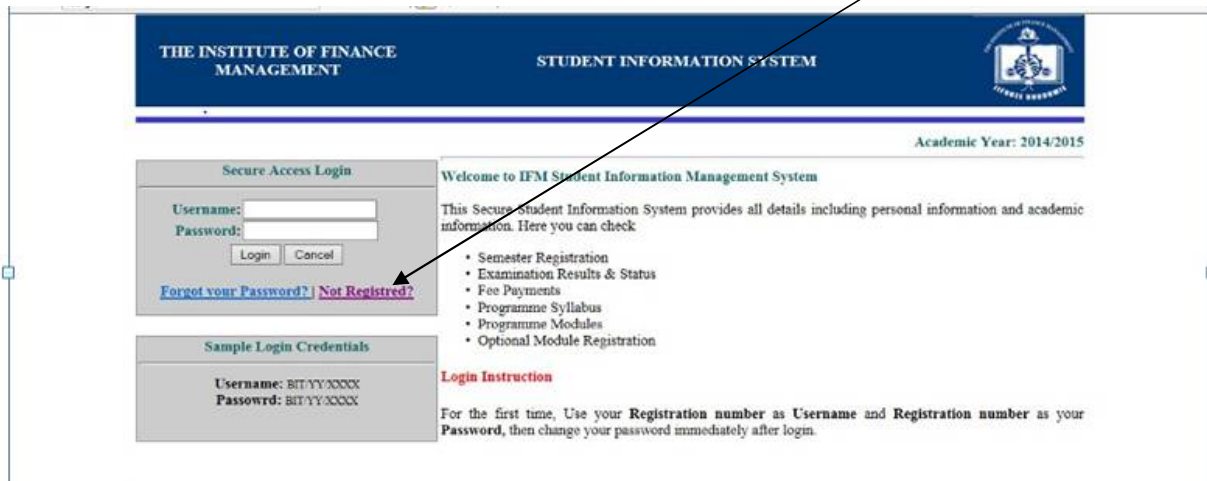 THE INSTITUTE OF FINANCE
MANAGEMENT
STUDENT INFORMATION SYSTEM
Academic Year: 2014/2015
Secure Access Login
Username:
Password:
Login Cancel
Forgot your Password? | Not Registred?
Sample Login Credentials
Username: BIT/YY/XXXX
Passowrd: BIT/YY/XXXX
Welcome to IFM Student Information Management System
This Secure Student Information System provides all details including personal information and academic
information. Here you can check
• Semester Registration
• Examination Results & Status
• Fee Payments
• Programme Syllabus
• Programme Modules
• Optional Module Registration
Login Instruction
For the first time, Use your Registration number as Username and Registration number as your
Password, then change your password immediately after login.